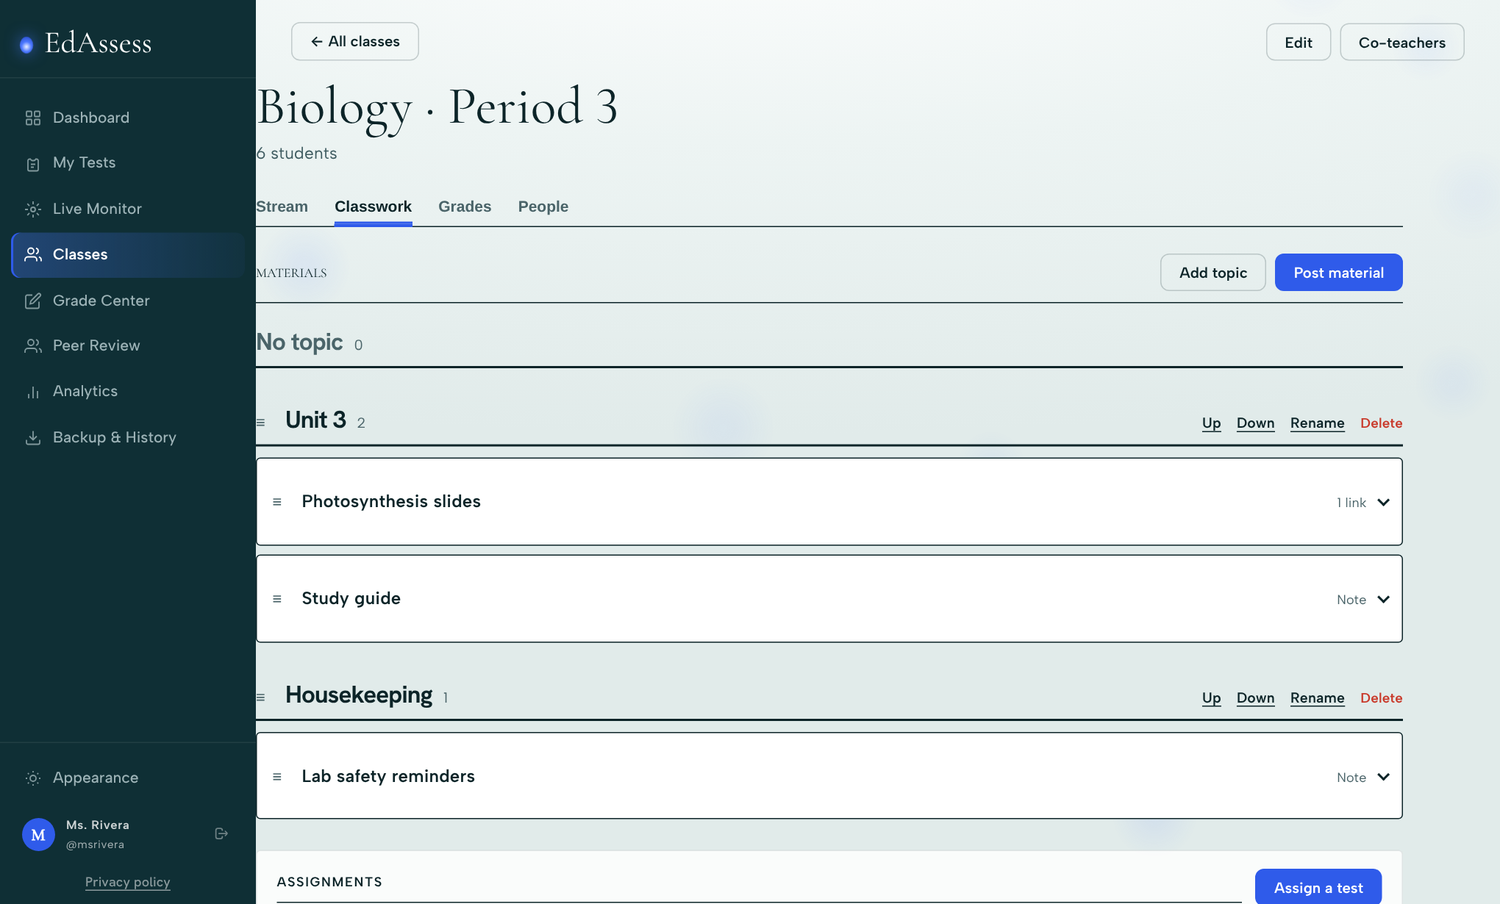 EdAssess
Dashboard
My Tests
Live Monitor
Classes
Grade Center
Peer Review
Analytics
Backup & History
Appearance
M
Ms. Rivera
@msrivera
Privacy policy
← All classes
Edit
Co-teachers
Biology · Period 3
6 students
Stream Classwork Grades People
MATERIALS
Add topic
Post material
No topic 0
Unit 3 2
Up Down Rename Delete
Photosynthesis slides
1 link
Study guide
Note
Housekeeping 1
Up Down Rename Delete
Lab safety reminders
Note
ASSIGNMENTS
Assign a test